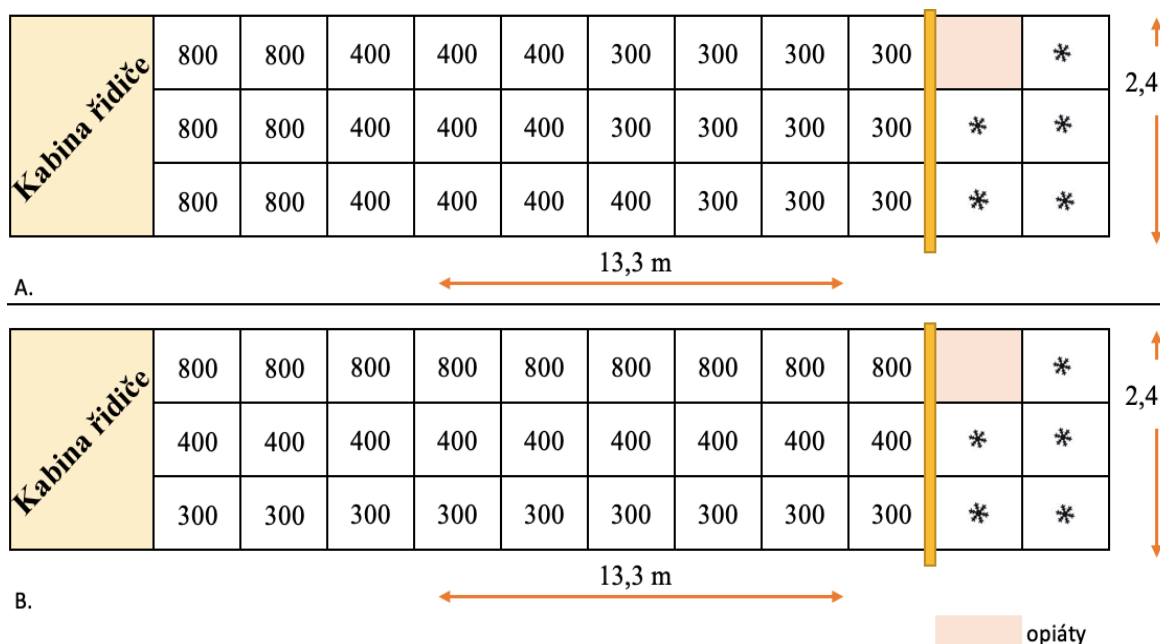 Kabina řidiče
800 800 400 400 400 300 300 300 300 *
800 800 400 400 400 300 300 300 300 * *
800 800 400 400 400 400 300 300 300 * *
2,4
13,3 m
A.
Kabina řidiče
800 800 800 800 800 800 800 800 800 *
400 400 400 400 400 400 400 400 400 * *
300 300 300 300 300 300 300 300 300 * *
2,4
13,3 m
B.
opiáty